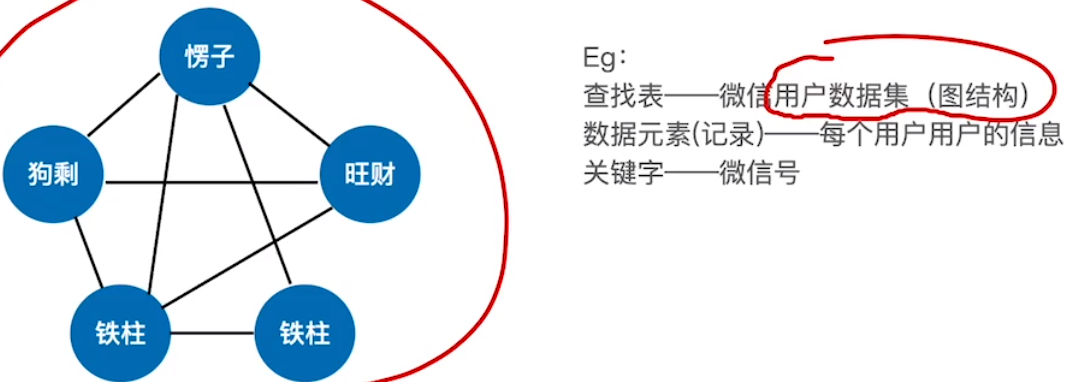 愣子
狗剩
旺财
铁柱
铁柱
Eg：
查找表——微信用户数据集（图结构）
数据元素(记录)——每个用户用户的信息
关键字——微信号